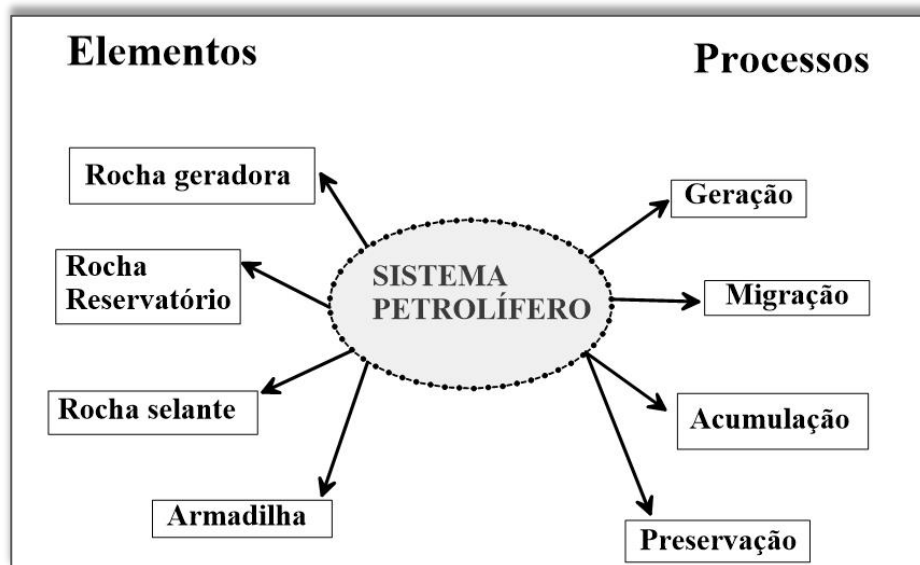 Elementos
Processos
Rocha geradora
Rocha
Reservatório
Rocha selante
Armadilha
SISTEMA
PETROLÍFERO
Geração
Migração
Acumulação
Preservação